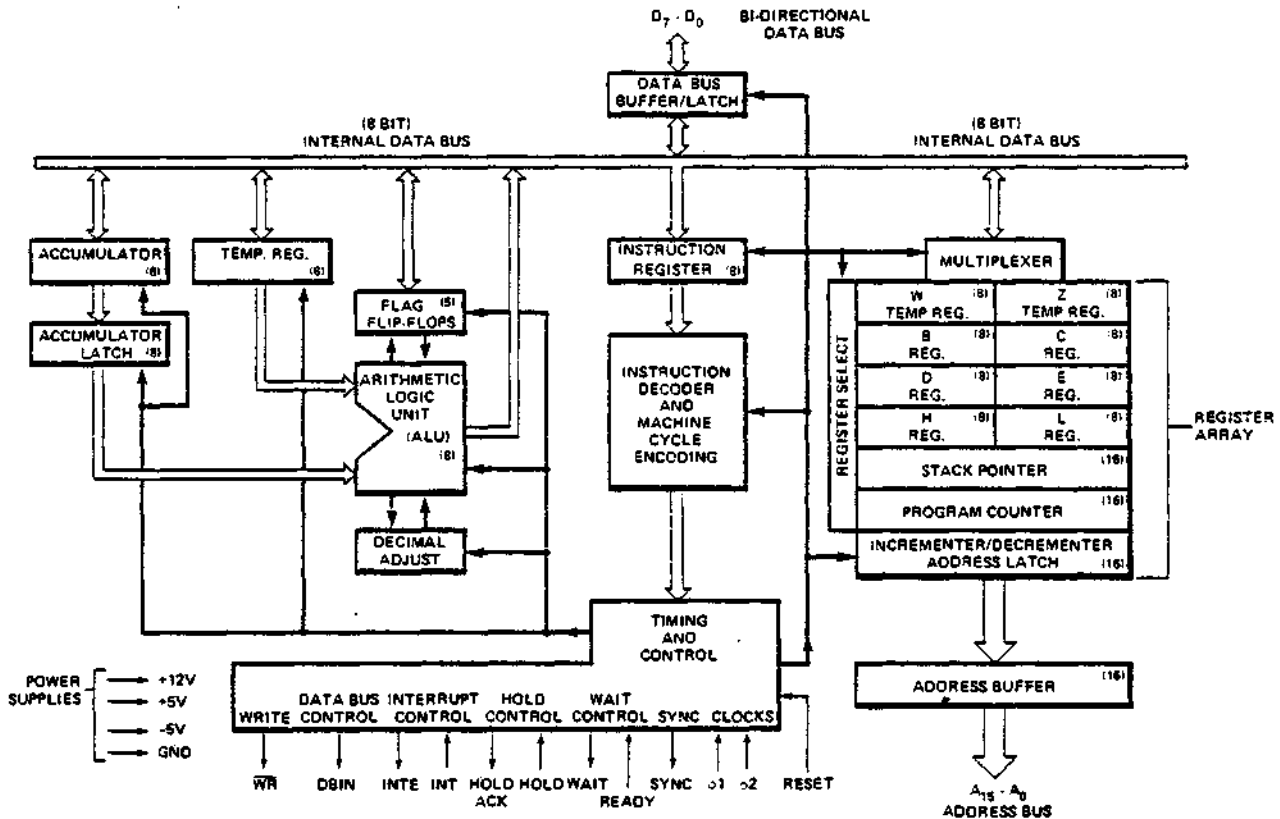 D₇ - D₀
BI-DIRECTIONAL
DATA BUS
DATA BUS
BUFFER/LATCH
(8 BIT)
INTERNAL DATA BUS
(8 BIT)
INTERNAL DATA BUS
ACCUMULATOR
(8)
TEMP. REG.
(8)
INSTRUCTION
REGISTER
(8)
MULTIPLEXER
ACCUMULATOR
LATCH
(8)
FLAG
(5)
FLIP-FLOPS
ARITHMETIC
LOGIC
UNIT
(ALU)
(8)
DECIMAL
ADJUST
INSTRUCTION
DECODER
AND
MACHINE
CYCLE
ENCODING
REGISTER SELECT
W (8)
TEMP REG.
Z (8)
TEMP REG.
B (8)
REG.
C (8)
REG.
D (8)
REG.
E (8)
REG.
H (8)
REG.
L (8)
REG.
STACK POINTER (16)
PROGRAM COUNTER (16)
INCREMENTER/DECREMENTER
ADDRESS LATCH (16)
REGISTER
ARRAY
TIMING
AND
CONTROL
ADDRESS BUFFER (16)
POWER
SUPPLIES
+12V
+5V
-5V
GND
WRITE
DATA BUS
CONTROL
INTERRUPT
CONTROL
HOLD
CONTROL
WAIT
CONTROL
SYNC
CLOCKS
W̅R̅
DBIN
INTE
INT
HOLD
ACK
HOLD
WAIT
READY
SYNC
ϕ1
ϕ2
RESET
A₁₅ - A₀
ADDRESS BUS